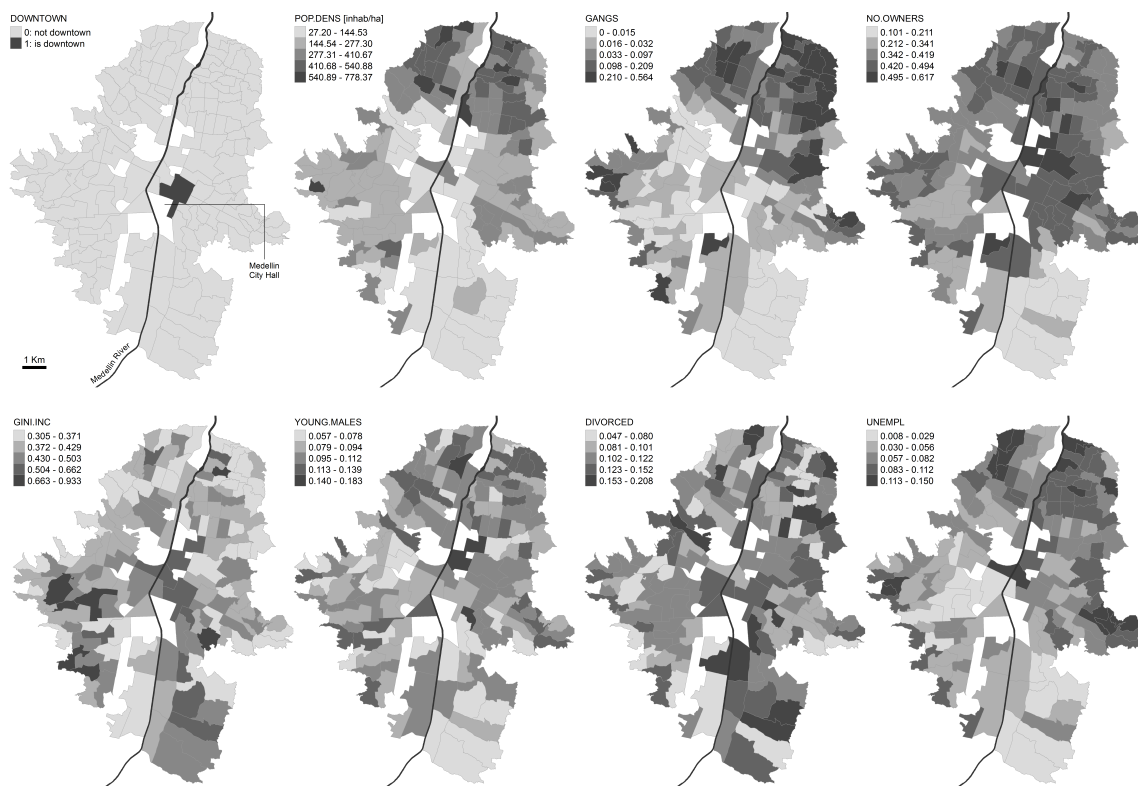 DOWNTOWN
0: not downtown
1: is downtown
Medellin
City Hall
1 Km
Medellin River
POP.DENS [inhab/ha]
27.20 - 144.53
144.54 - 277.30
277.31 - 410.67
410.68 - 540.88
540.89 - 778.37
GANGS
0 - 0.015
0.016 - 0.032
0.033 - 0.097
0.098 - 0.209
0.210 - 0.564
NO.OWNERS
0.101 - 0.211
0.212 - 0.341
0.342 - 0.419
0.420 - 0.494
0.495 - 0.617
GINI.INC
0.305 - 0.371
0.372 - 0.429
0.430 - 0.503
0.504 - 0.662
0.663 - 0.933
YOUNG.MALES
0.057 - 0.078
0.079 - 0.094
0.095 - 0.112
0.113 - 0.139
0.140 - 0.183
DIVORCED
0.047 - 0.080
0.081 - 0.101
0.102 - 0.122
0.123 - 0.152
0.153 - 0.208
UNEMPL
0.008 - 0.029
0.030 - 0.056
0.057 - 0.082
0.083 - 0.112
0.113 - 0.150